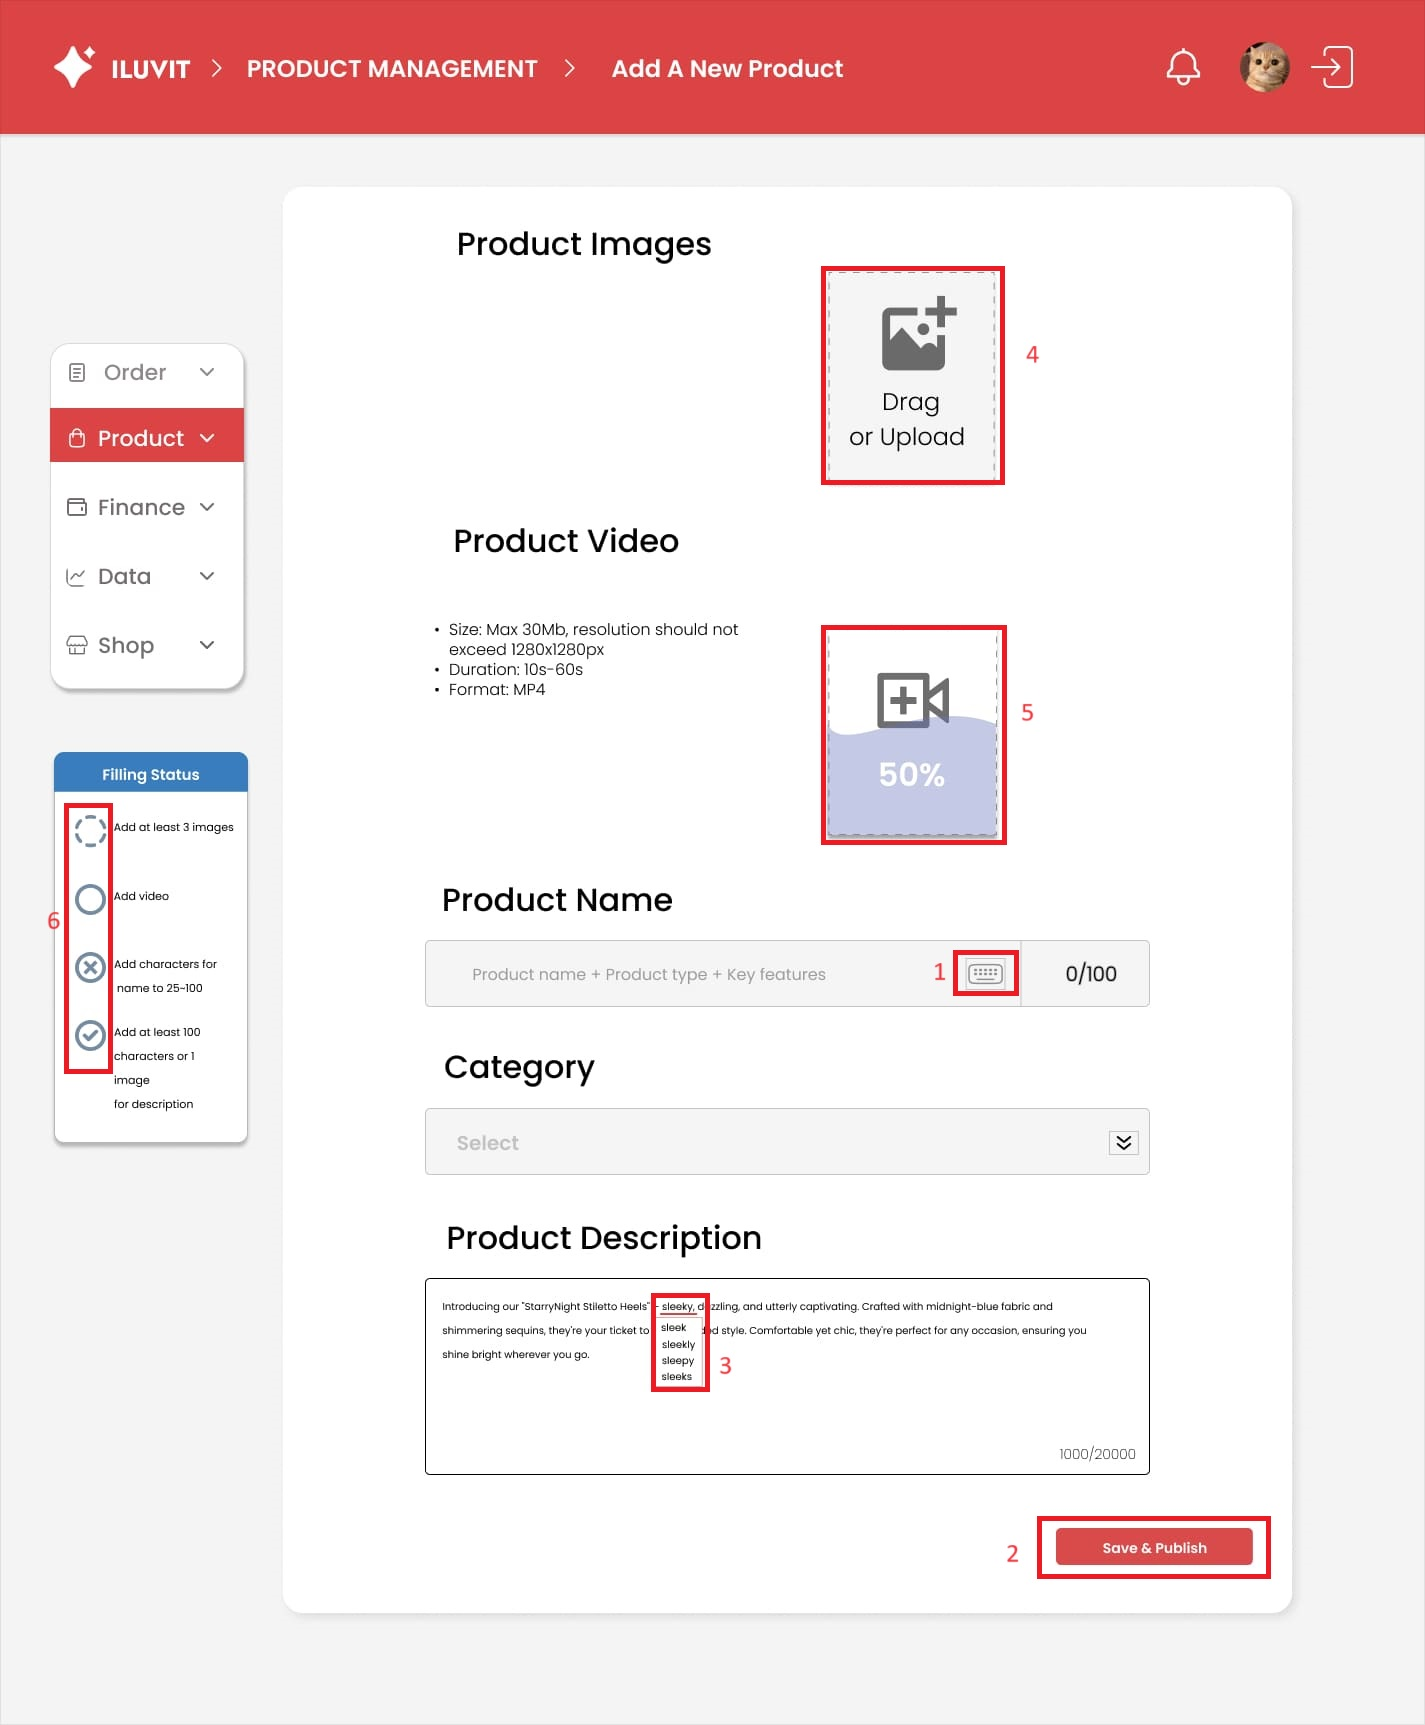 ILUVIT > PRODUCT MANAGEMENT > Add A New Product
Product Images
4
Drag
or Upload
Order
Product
Finance
Data
Shop
Product Video
• Size: Max 30Mb, resolution should not
exceed 1280x1280px
• Duration: 10s-60s
• Format: MP4
5
50%
Filling Status
Add at least 3 images
Add video
6
Add characters for
name to 25~100
Add at least 100
characters or 1
image
for description
Product Name
Product name + Product type + Key features
1
0/100
Category
Select
Product Description
Introducing our "StarryNight Stiletto Heels" - sleeky, dazzling, and utterly captivating. Crafted with midnight-blue fabric and
shimmering sequins, they're your ticket to style. Comfortable yet chic, they're perfect for any occasion, ensuring you
shine bright wherever you go.
sleek
sleekly
sleepy
sleeks
3
1000/20000
2
Save & Publish